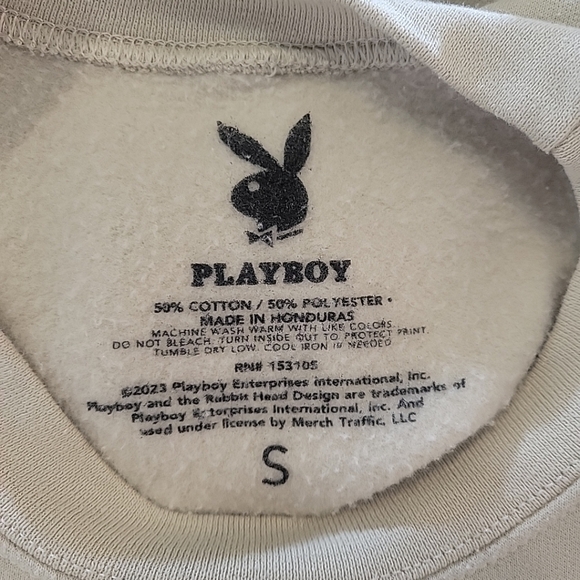 PLAYBOY
50% COTTON / 50% POLYESTER •
MADE IN HONDURAS
MACHINE WASH WARM WITH LIKE COLORS.
DO NOT BLEACH. TURN INSIDE OUT TO PROTECT PRINT.
TUMBLE DRY LOW. COOL IRON IF NEEDED
RN# 153105
©2023 Playboy Enterprises International, Inc.
Playboy and the Rabbit Head Design are trademarks of
Playboy Enterprises International, Inc. And
used under license by Merch Traffic, LLC
S